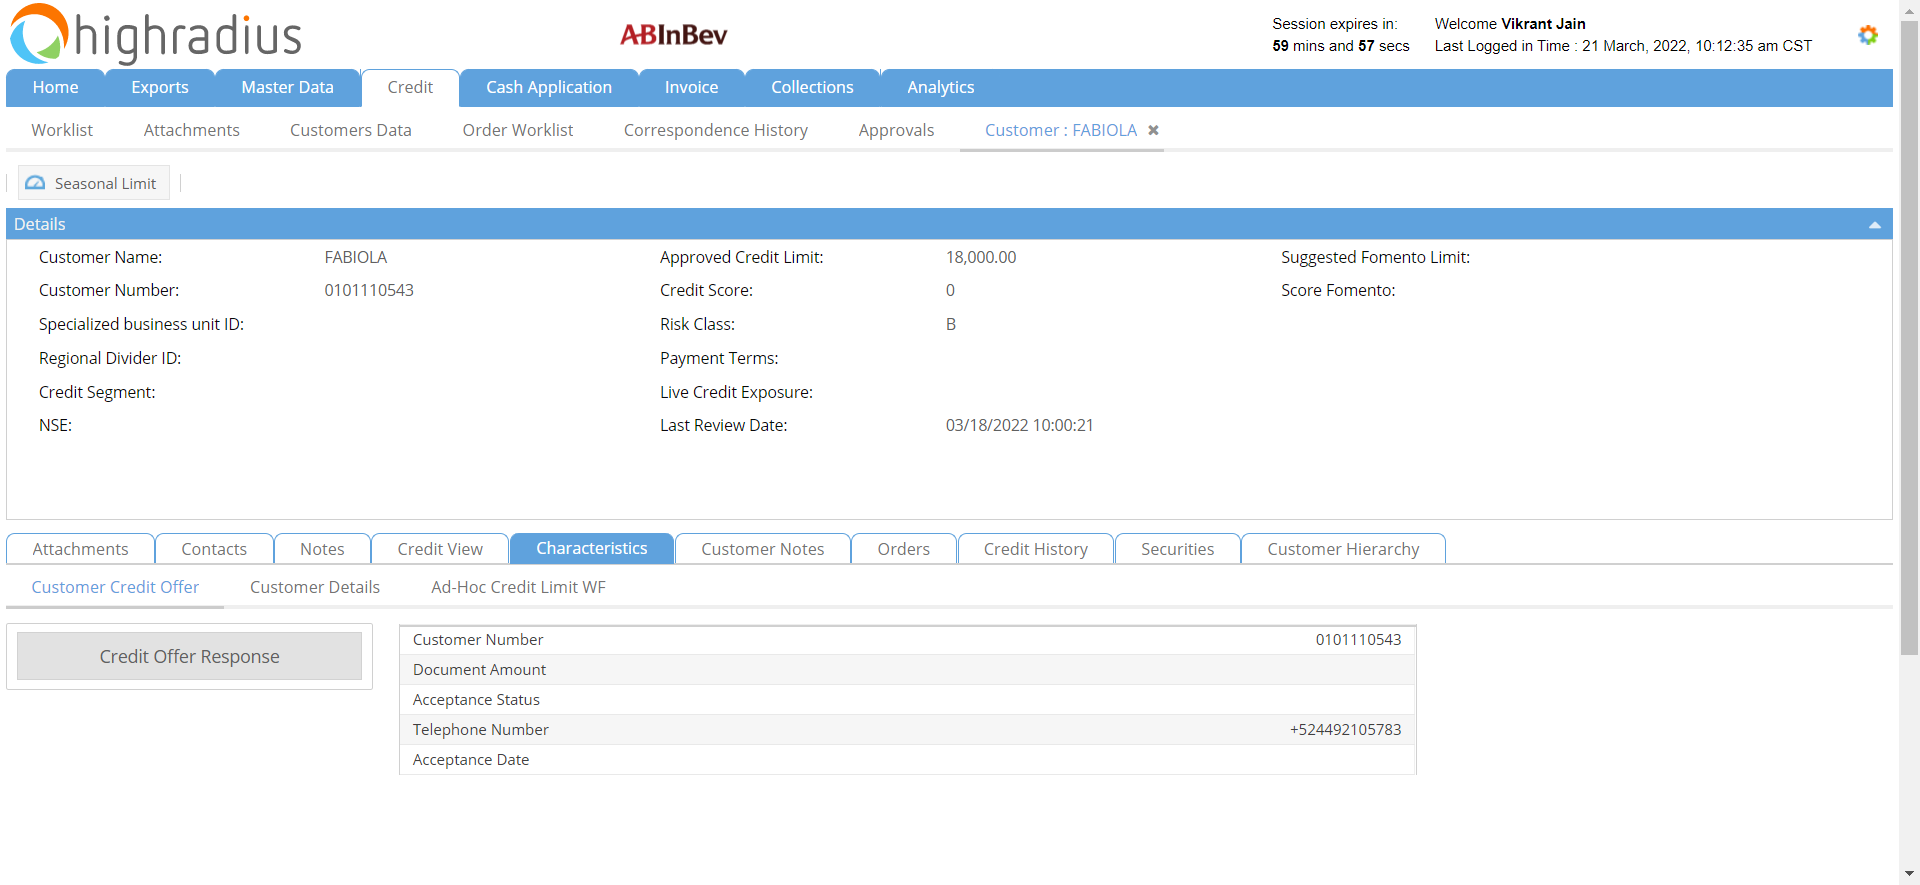 highradius
ABInBev
Session expires in:
59 mins and 57 secs
Welcome Vikrant Jain
Last Logged in Time : 21 March, 2022, 10:12:35 am CST
Home Exports Master Data Credit Cash Application Invoice Collections Analytics
Worklist Attachments Customers Data Order Worklist Correspondence History Approvals Customer : FABIOLA ✖
Seasonal Limit
Details
Customer Name: FABIOLA Approved Credit Limit: 18,000.00 Suggested Fomento Limit:
Customer Number: 0101110543 Credit Score: 0 Score Fomento:
Specialized business unit ID: Risk Class: B
Regional Divider ID: Payment Terms:
Credit Segment: Live Credit Exposure:
NSE: Last Review Date: 03/18/2022 10:00:21
Attachments Contacts Notes Credit View Characteristics Customer Notes Orders Credit History Securities Customer Hierarchy
Customer Credit Offer Customer Details Ad-Hoc Credit Limit WF
Credit Offer Response
Customer Number 0101110543
Document Amount
Acceptance Status
Telephone Number +524492105783
Acceptance Date